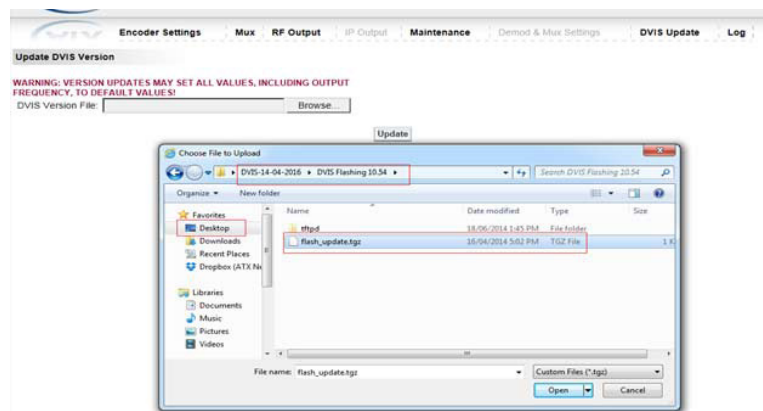 Encoder Settings Mux RF Output IP Output Maintenance Demod & Mux Settings DVIS Update Log
Update DVIS Version
WARNING: VERSION UPDATES MAY SET ALL VALUES, INCLUDING OUTPUT
FREQUENCY, TO DEFAULT VALUES!
DVIS Version File: Browse...
Update
Choose File to Upload
DVIS-14-04-2016 DVIS Flashing 10.54 Search DVIS Flashing 10.54
Organize New folder
Favorites
Desktop
Downloads
Recent Places
Dropbox (ATX Ne
Libraries
Documents
Music
Pictures
Videos
Name Date modified Type Size
tftpd 18/06/2014 1:45 PM File folder
flash_update.tgz 16/04/2014 5:02 PM TGZ File 1 K
File name: flash_update.tgz Custom Files (*.tgz)
Open Cancel